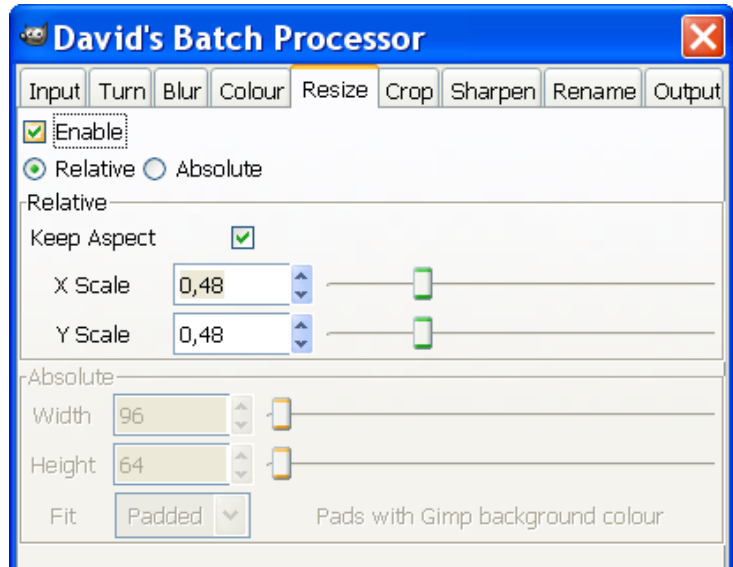 David's Batch Processor
Input Turn Blur Colour Resize Crop Sharpen Rename Output
Enable
Relative Absolute
Relative
Keep Aspect
X Scale 0,48
Y Scale 0,48
Absolute
Width 96
Height 64
Fit Padded Pads with Gimp background colour